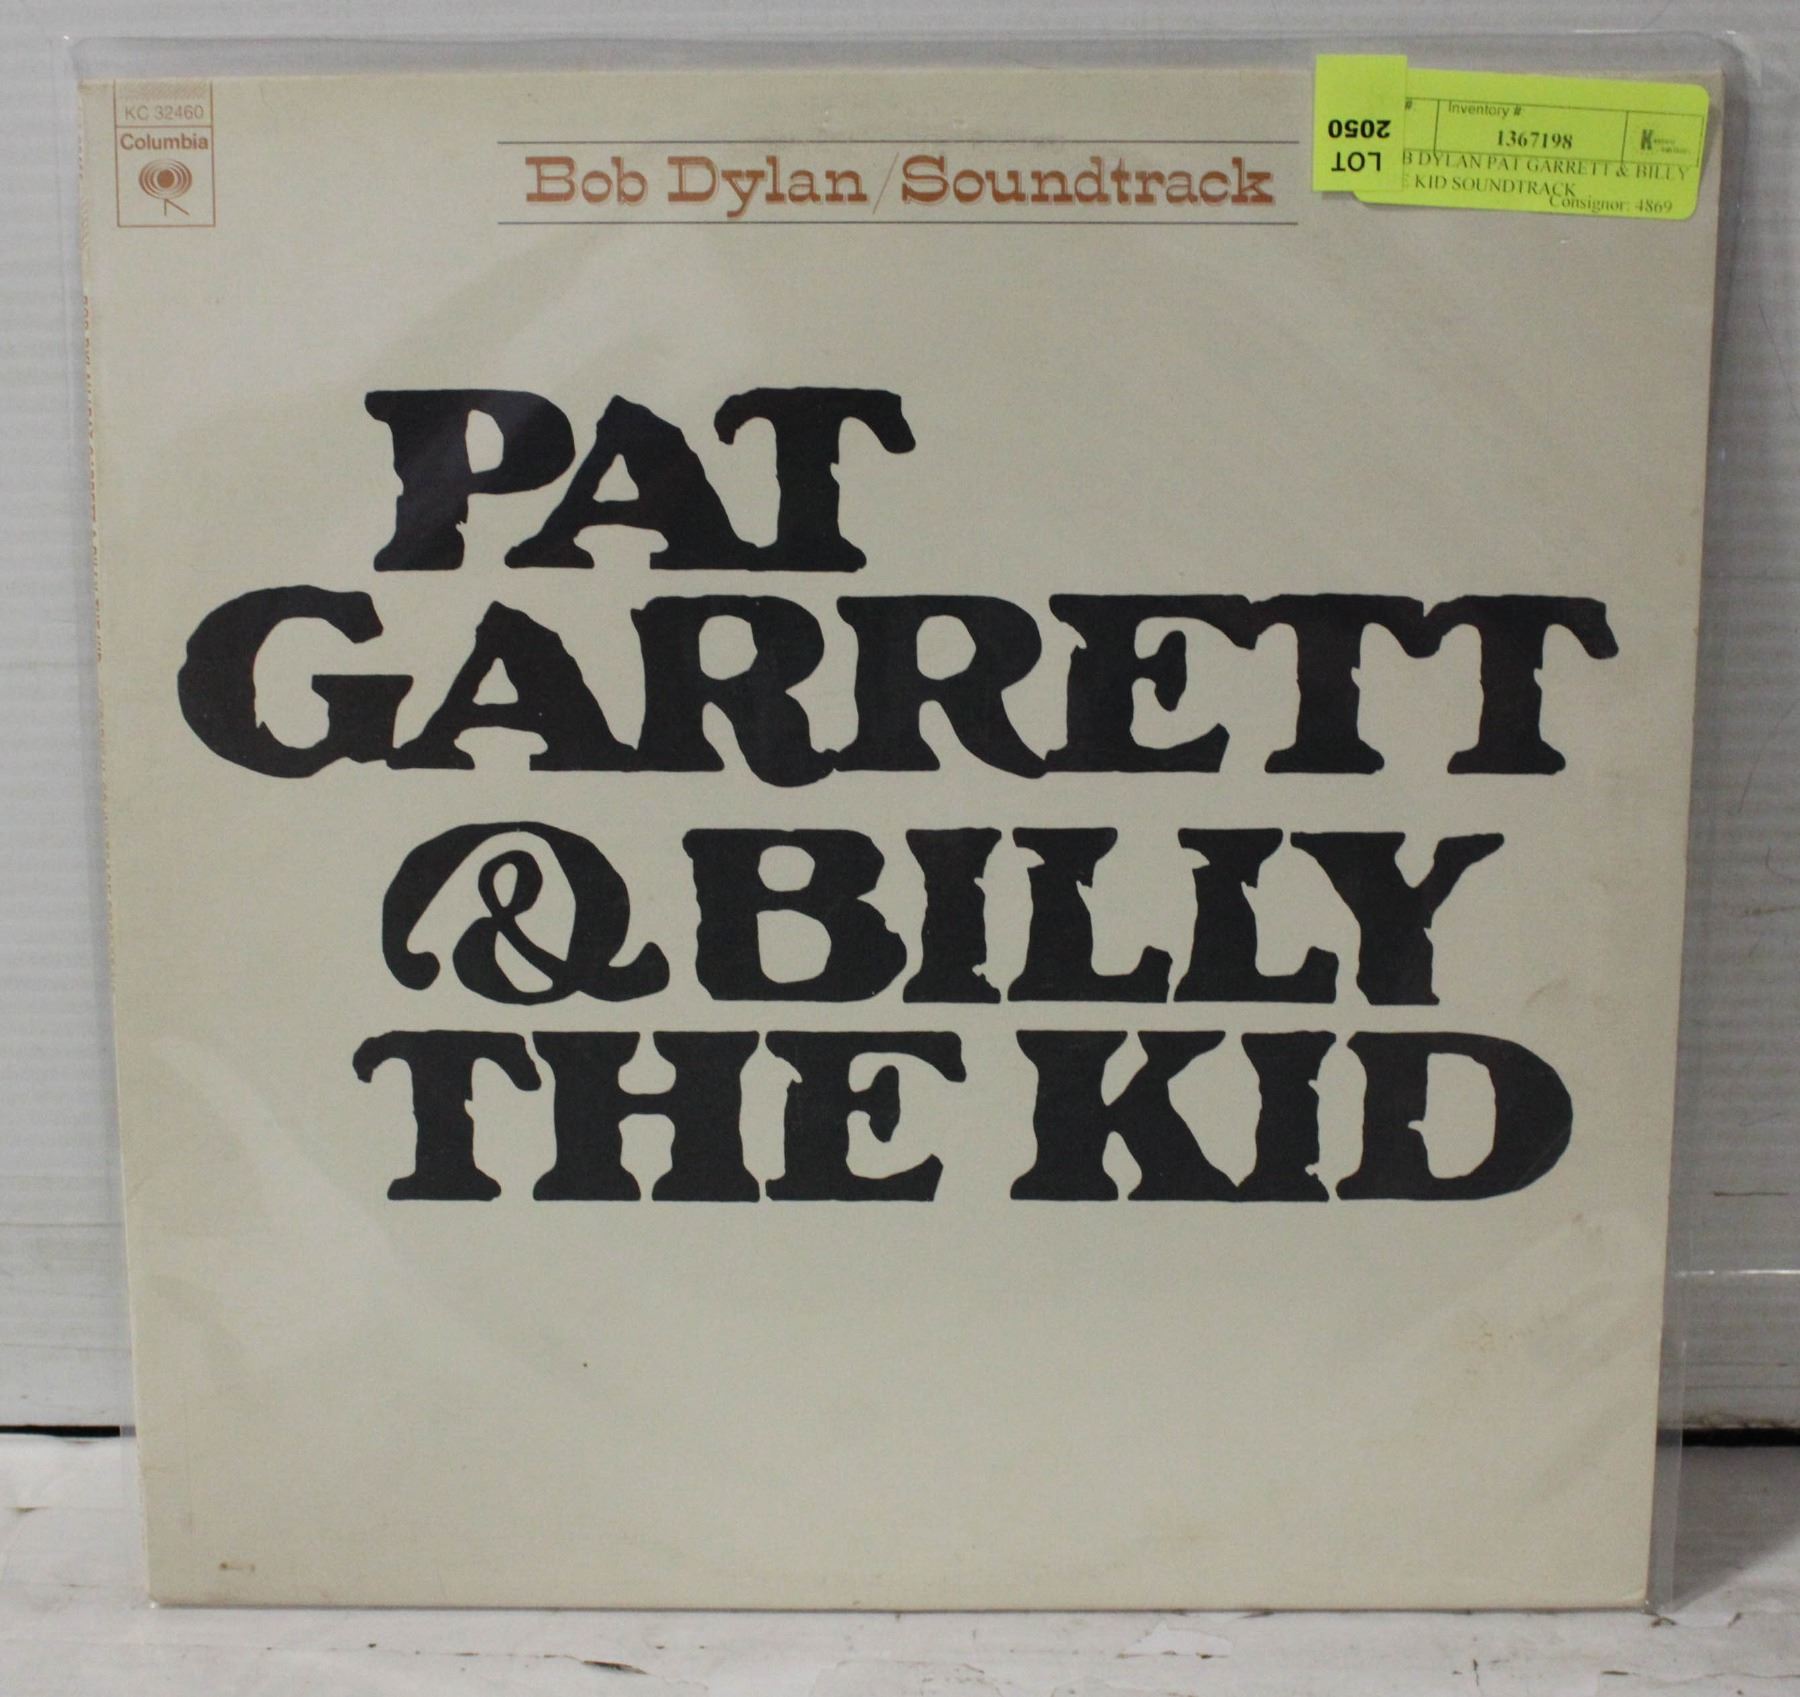 KC 32460
Columbia
Bob Dylan/Soundtrack
LOT
2050
Inventory #
1367198
DYLAN PAT GARRETT & BILLY
KID SOUNDTRACK
Consignor: 4869
PAT
GARRETT
& BILLY
THE KID